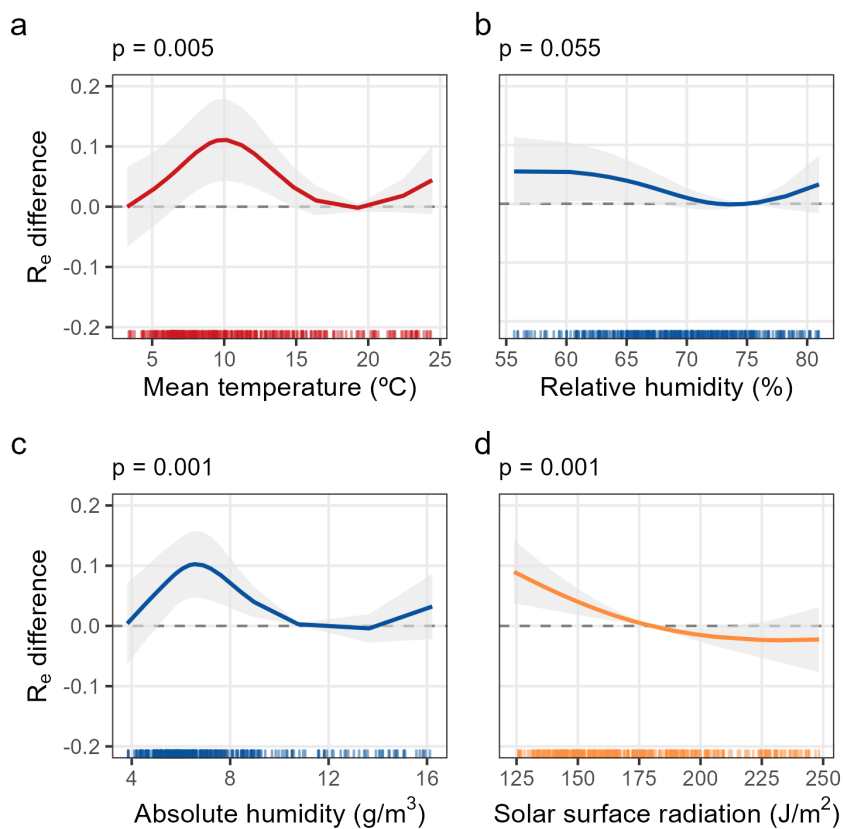 a
b
p = 0.005
p = 0.055
0.2
0.1
0.0
-0.1
-0.2
Rₑ difference
5 10 15 20 25
55 60 65 70 75 80
Mean temperature (ºC)
Relative humidity (%)
c
d
p = 0.001
p = 0.001
0.2
0.1
0.0
-0.1
-0.2
Rₑ difference
4 8 12 16
125 150 175 200 225 250
Absolute humidity (g/m³)
Solar surface radiation (J/m²)